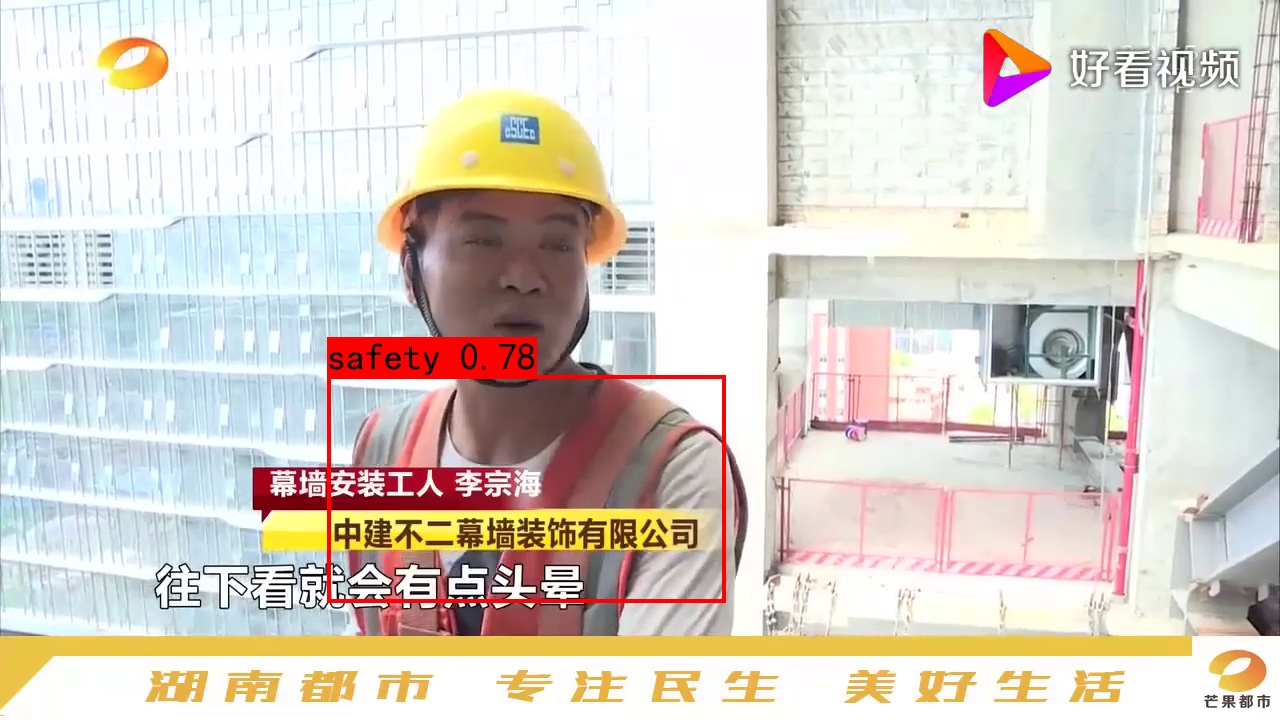 好看视频
safety 0.78
幕墙安装工人 李宗海
中建不二幕墙装饰有限公司
往下看就会有点头晕
湖南都市 专注民生 美好生活
芒果都市